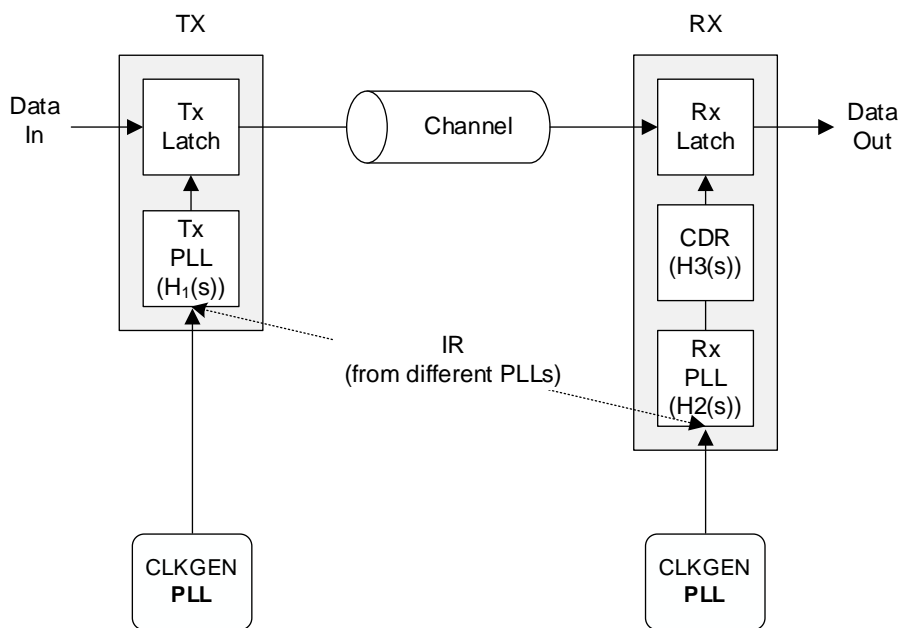 TX
RX
Data
In
Tx
Latch
Channel
Rx
Latch
Data
Out
Tx
PLL
(H₁(s))
CDR
(H3(s))
IR
(from different PLLs)
Rx
PLL
(H2(s))
CLKGEN
PLL
CLKGEN
PLL